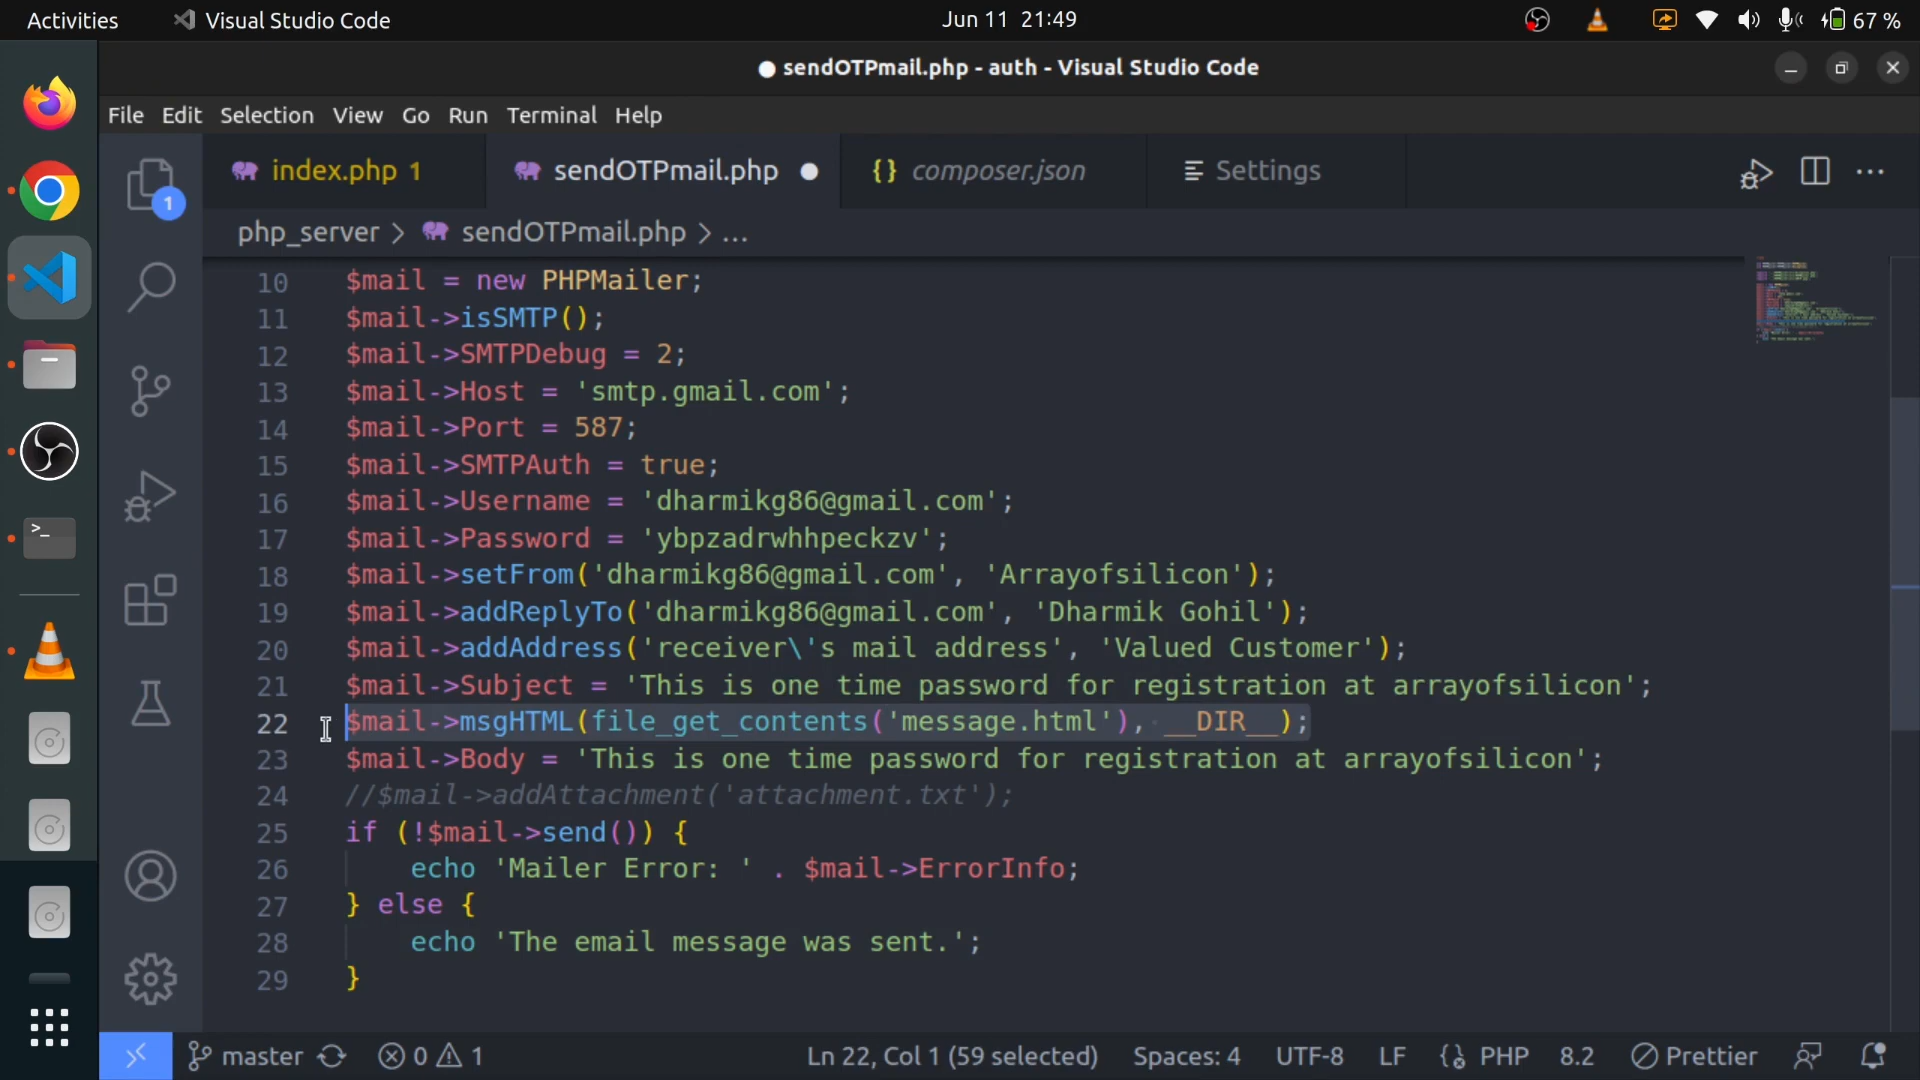 Activities Visual Studio Code Jun 11 21:49 67 %
sendOTPmail.php - auth - Visual Studio Code
File Edit Selection View Go Run Terminal Help
index.php 1 sendOTPmail.php {} composer.json Settings ...
1
php_server > sendOTPmail.php > ...
10 $mail = new PHPMailer;
11 $mail->isSMTP();
12 $mail->SMTPDebug = 2;
13 $mail->Host = 'smtp.gmail.com';
14 $mail->Port = 587;
15 $mail->SMTPAuth = true;
16 $mail->Username = 'dharmikg86@gmail.com';
17 $mail->Password = 'ybpzadrwhhpeckzv';
18 $mail->setFrom('dharmikg86@gmail.com', 'Arrayofsilicon');
19 $mail->addReplyTo('dharmikg86@gmail.com', 'Dharmik Gohil');
20 $mail->addAddress('receiver\'s mail address', 'Valued Customer');
21 $mail->Subject = 'This is one time password for registration at arrayofsilicon';
22 $mail->msgHTML(file_get_contents('message.html'), __DIR__);
23 $mail->Body = 'This is one time password for registration at arrayofsilicon';
24 //$mail->addAttachment('attachment.txt');
25 if (!$mail->send()) {
26 echo 'Mailer Error: ' . $mail->ErrorInfo;
27 } else {
28 echo 'The email message was sent.';
29 }
master 0 1 Ln 22, Col 1 (59 selected) Spaces: 4 UTF-8 LF PHP 8.2 Prettier